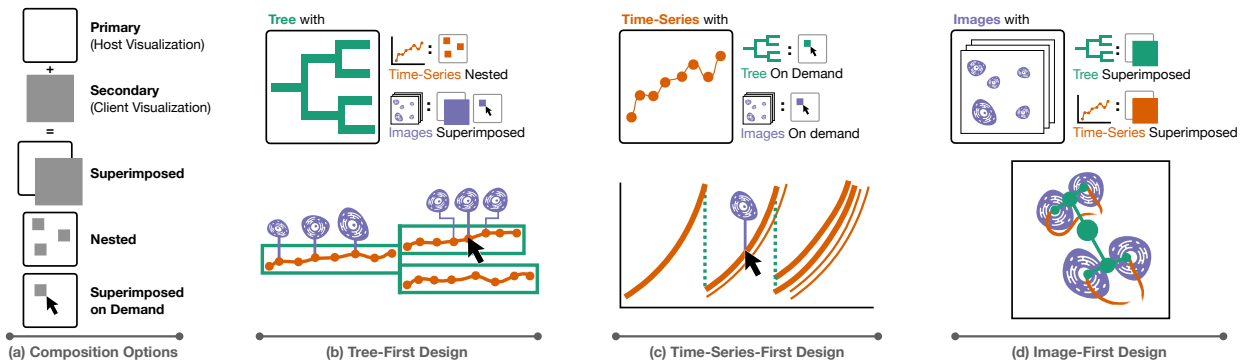 Primary
(Host Visualization)
+
Secondary
(Client Visualization)
=
Superimposed
Nested
Superimposed
on Demand
(a) Composition Options
Tree with
:
Time-Series Nested
:
Images Superimposed
(b) Tree-First Design
Time-Series with
:
Tree On Demand
:
Images On demand
(c) Time-Series-First Design
Images with
:
Tree Superimposed
:
Time-Series Superimposed
(d) Image-First Design